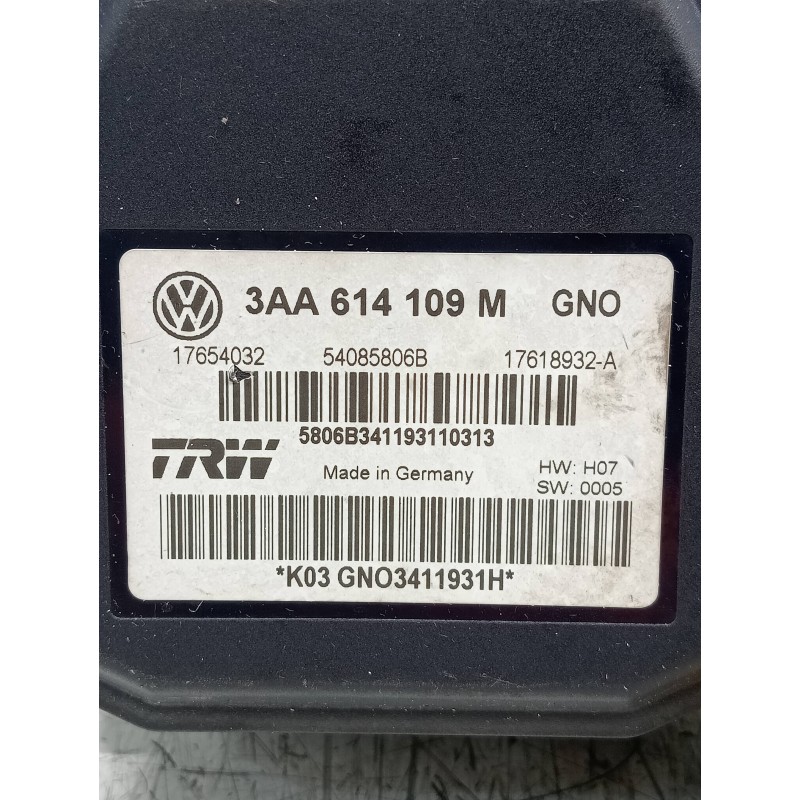 3AA 614 109 M GNO
17654032 54085806B 17618932-A
5806B341193110313
TRW Made in Germany HW: H07
SW: 0005
*K03 GNO3411931H*